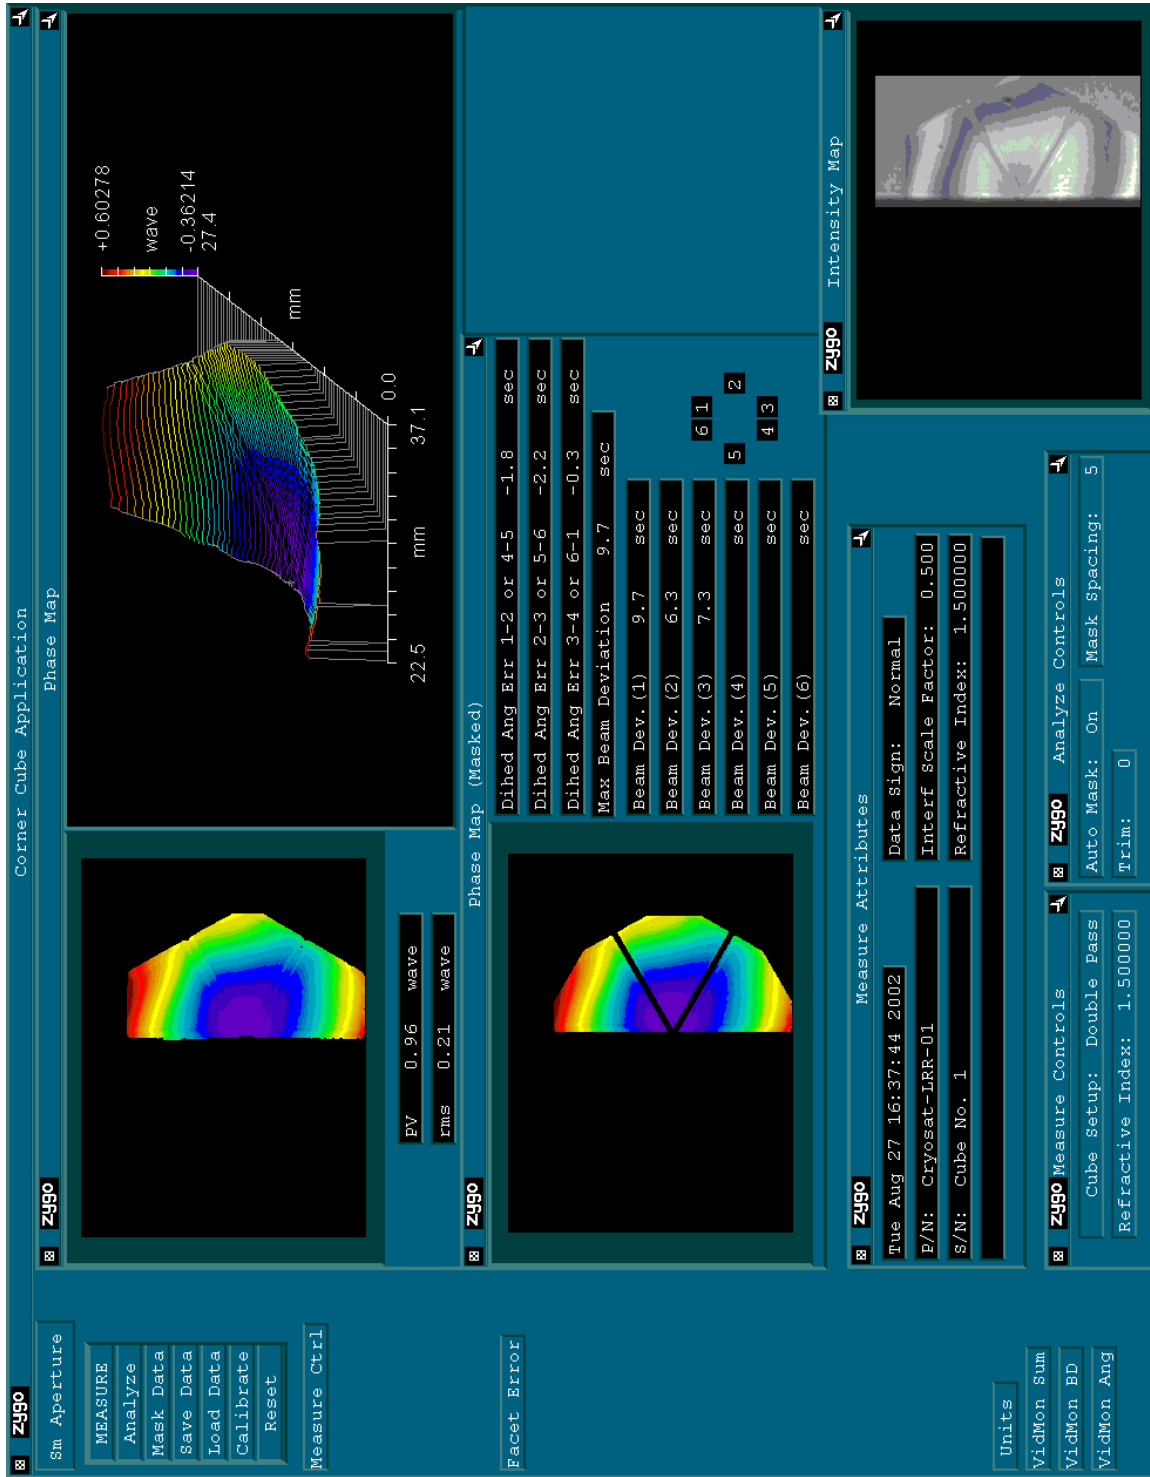 zygo Corner Cube Application
Sm Aperture
MEASURE
Analyze
Mask Data
Save Data
Load Data
Calibrate
Reset
Measure Ctrl
Facet Error
Units
VidMon Sum
VidMon BD
VidMon Ang
zygo Phase Map
PV 0.96 wave
rms 0.21 wave
+0.60278
wave
-0.36214
27.4
mm
0.0
37.1
mm
22.5
zygo Phase Map (Masked)
Dihed Ang Err 1-2 or 4-5 -1.8 sec
Dihed Ang Err 2-3 or 5-6 -2.2 sec
Dihed Ang Err 3-4 or 6-1 -0.3 sec
Max Beam Deviation 9.7 sec
Beam Dev.(1) 9.7 sec
Beam Dev.(2) 6.3 sec
Beam Dev.(3) 7.3 sec
Beam Dev.(4) sec
Beam Dev.(5) sec
Beam Dev.(6) sec
6 1
5 2
4 3
zygo Measure Attributes
Tue Aug 27 16:37:44 2002
Data Sign: Normal
P/N: Cryosat-LRR-01
Interf Scale Factor: 0.500
S/N: Cube No. 1
Refractive Index: 1.500000
zygo Intensity Map
zygo Measure Controls
Cube Setup: Double Pass
Refractive Index: 1.500000
zygo Analyze Controls
Auto Mask: On
Mask Spacing: 5
Trim: 0